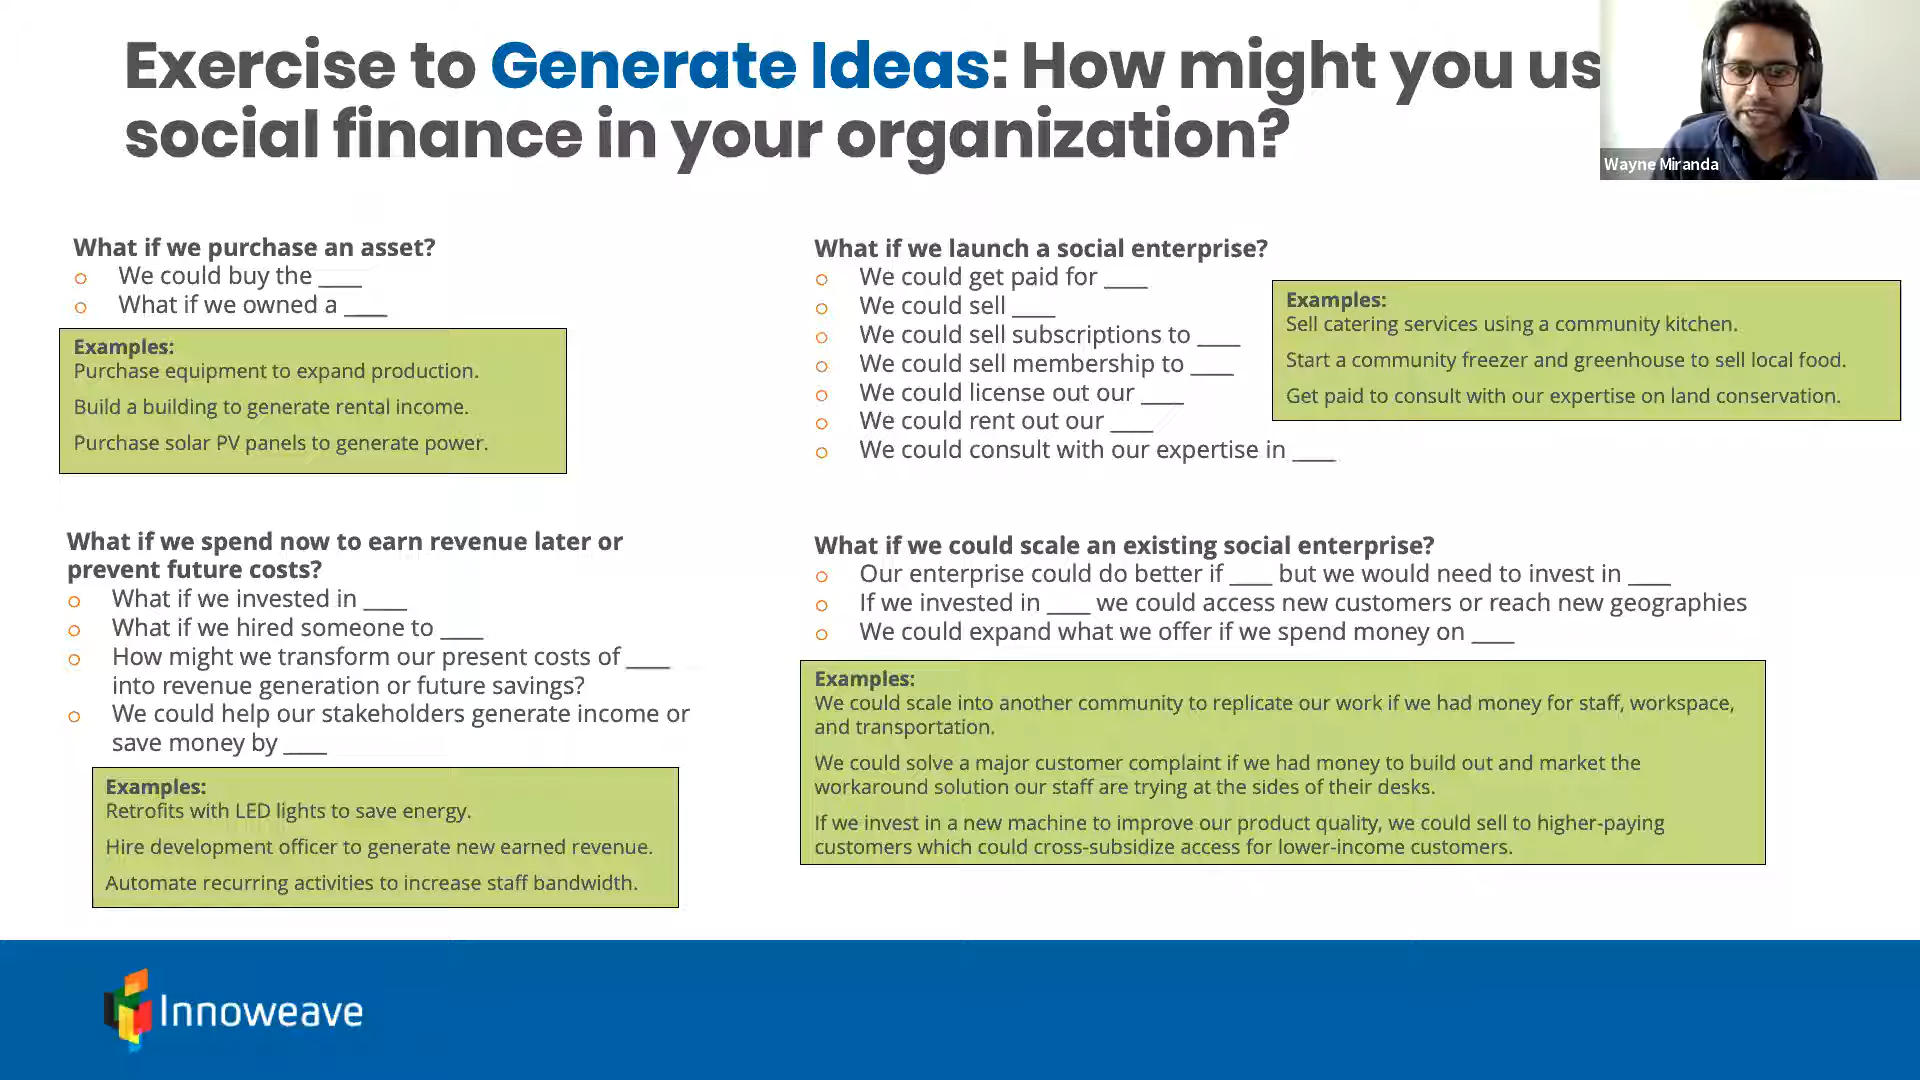 Exercise to Generate Ideas: How might you us
social finance in your organization?
Wayne Miranda
What if we purchase an asset?
o We could buy the ____
o What if we owned a ____
Examples:
Purchase equipment to expand production.
Build a building to generate rental income.
Purchase solar PV panels to generate power.
What if we launch a social enterprise?
o We could get paid for ____
o We could sell ____
o We could sell subscriptions to ____
o We could sell membership to ____
o We could license out our ____
o We could rent out our ____
o We could consult with our expertise in ____
Examples:
Sell catering services using a community kitchen.
Start a community freezer and greenhouse to sell local food.
Get paid to consult with our expertise on land conservation.
What if we spend now to earn revenue later or
prevent future costs?
o What if we invested in ____
o What if we hired someone to ____
o How might we transform our present costs of ____
into revenue generation or future savings?
o We could help our stakeholders generate income or
save money by ____
Examples:
Retrofits with LED lights to save energy.
Hire development officer to generate new earned revenue.
Automate recurring activities to increase staff bandwidth.
What if we could scale an existing social enterprise?
o Our enterprise could do better if ____ but we would need to invest in ____
o If we invested in ____ we could access new customers or reach new geographies
o We could expand what we offer if we spend money on ____
Examples:
We could scale into another community to replicate our work if we had money for staff, workspace,
and transportation.
We could solve a major customer complaint if we had money to build out and market the
workaround solution our staff are trying at the sides of their desks.
If we invest in a new machine to improve our product quality, we could sell to higher-paying
customers which could cross-subsidize access for lower-income customers.
Innoweave